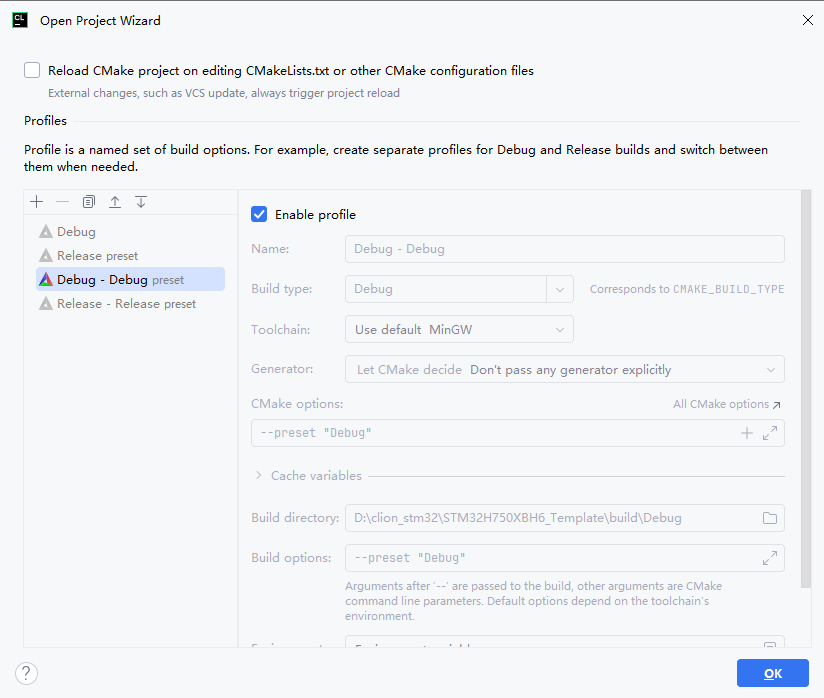 CL
Open Project Wizard
Reload CMake project on editing CMakeLists.txt or other CMake configuration files
External changes, such as VCS update, always trigger project reload
Profiles
Profile is a named set of build options. For example, create separate profiles for Debug and Release builds and switch between
them when needed.
Debug
Release preset
Debug - Debug preset
Release - Release preset
Enable profile
Name: Debug - Debug
Build type: Debug Corresponds to CMAKE_BUILD_TYPE
Toolchain: Use default MinGW
Generator: Let CMake decide Don't pass any generator explicitly
CMake options: All CMake options
--preset "Debug"
Cache variables
Build directory: D:\clion_stm32\STM32H750XBH6_Template\build\Debug
Build options: --preset "Debug"
Arguments after '--' are passed to the build, other arguments are CMake
command line parameters. Default options depend on the toolchain's
environment.
?
OK